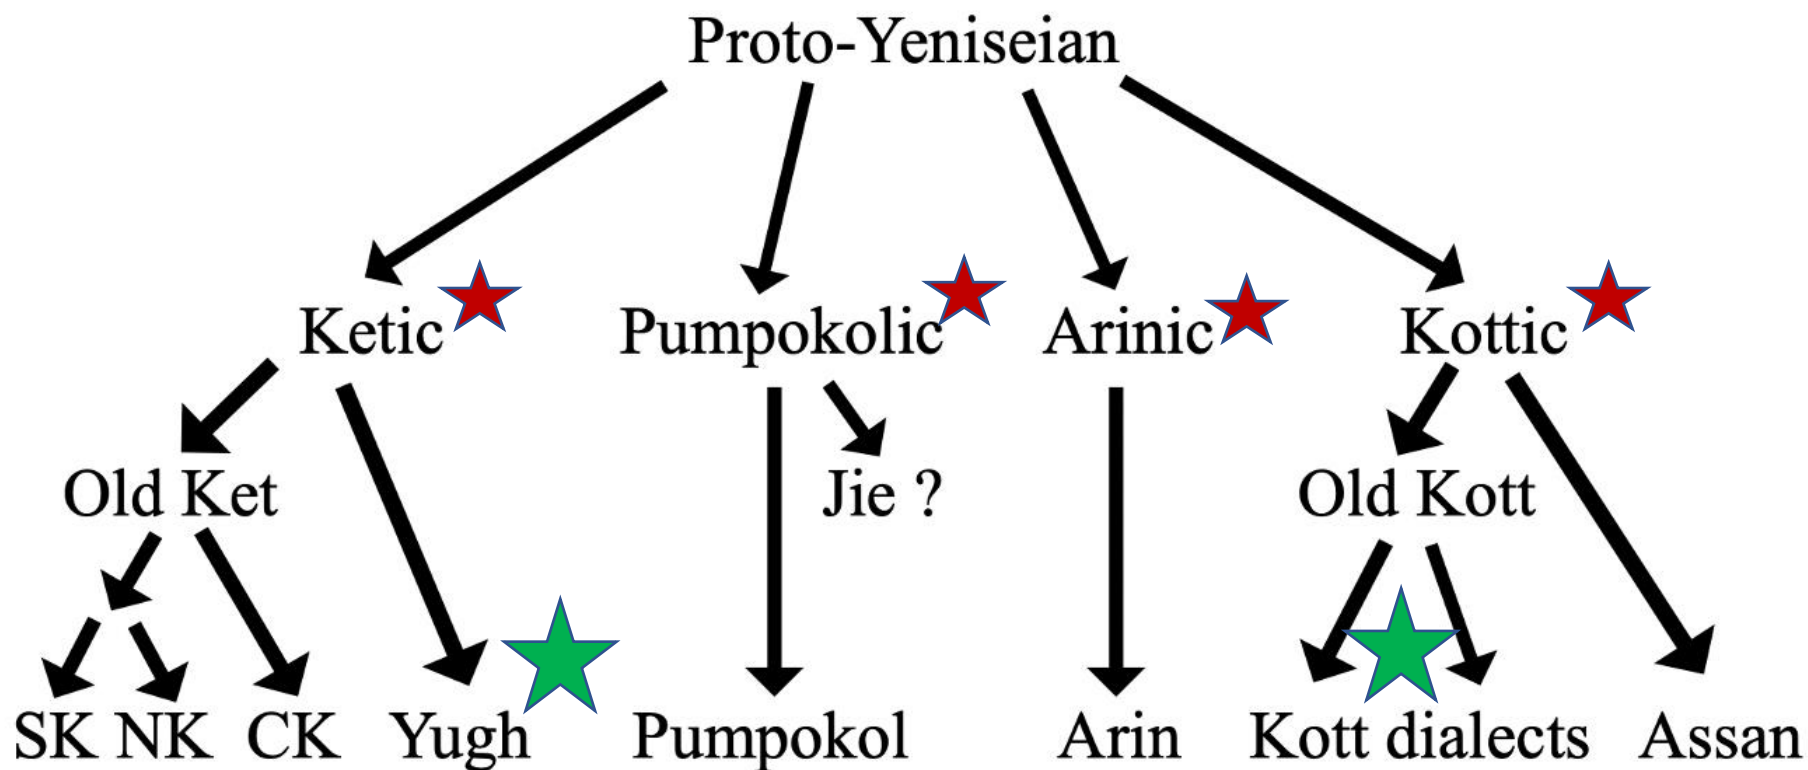 Proto-Yeniseian
Ketic Pumpokolic Arinic Kottic
Old Ket Jie ? Old Kott
SK NK CK Yugh Pumpokol Arin Kott dialects Assan